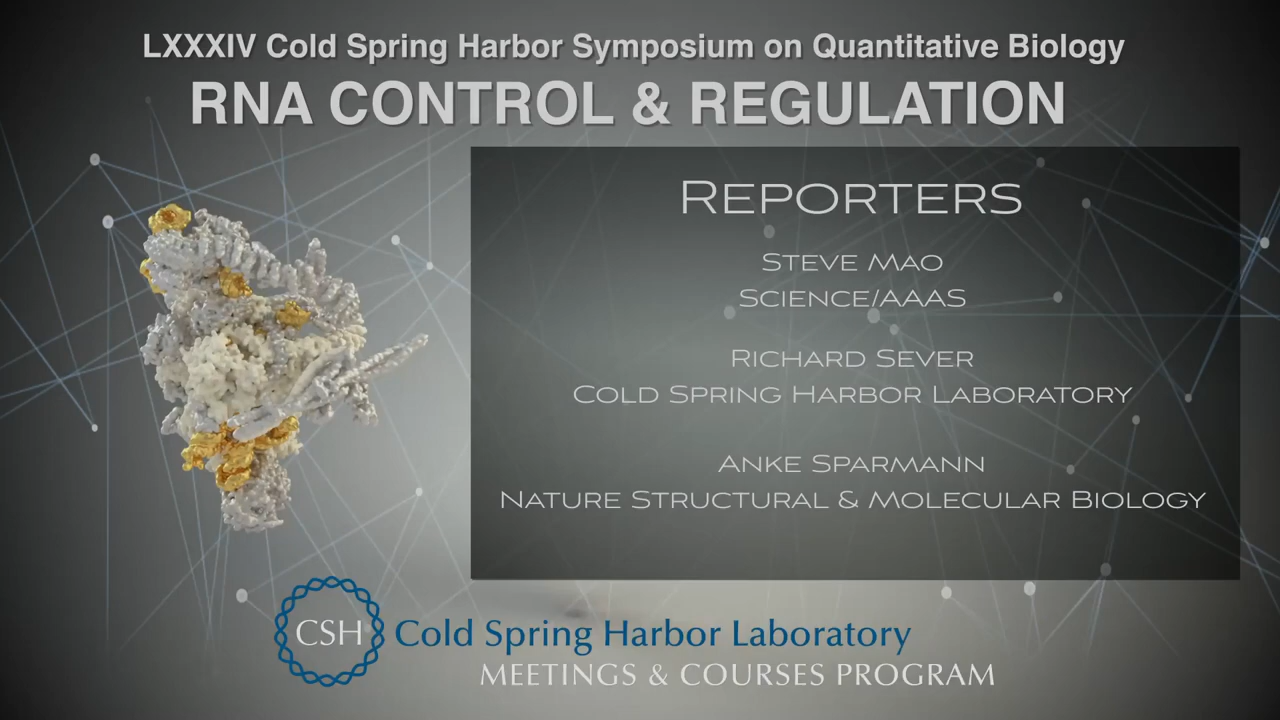 LXXXIV Cold Spring Harbor Symposium on Quantitative Biology
RNA CONTROL & REGULATION
REPORTERS
STEVE MAO
SCIENCE/AAAS
RICHARD SEVER
COLD SPRING HARBOR LABORATORY
ANKE SPARMANN
NATURE STRUCTURAL & MOLECULAR BIOLOGY
CSH Cold Spring Harbor Laboratory
MEETINGS & COURSES PROGRAM